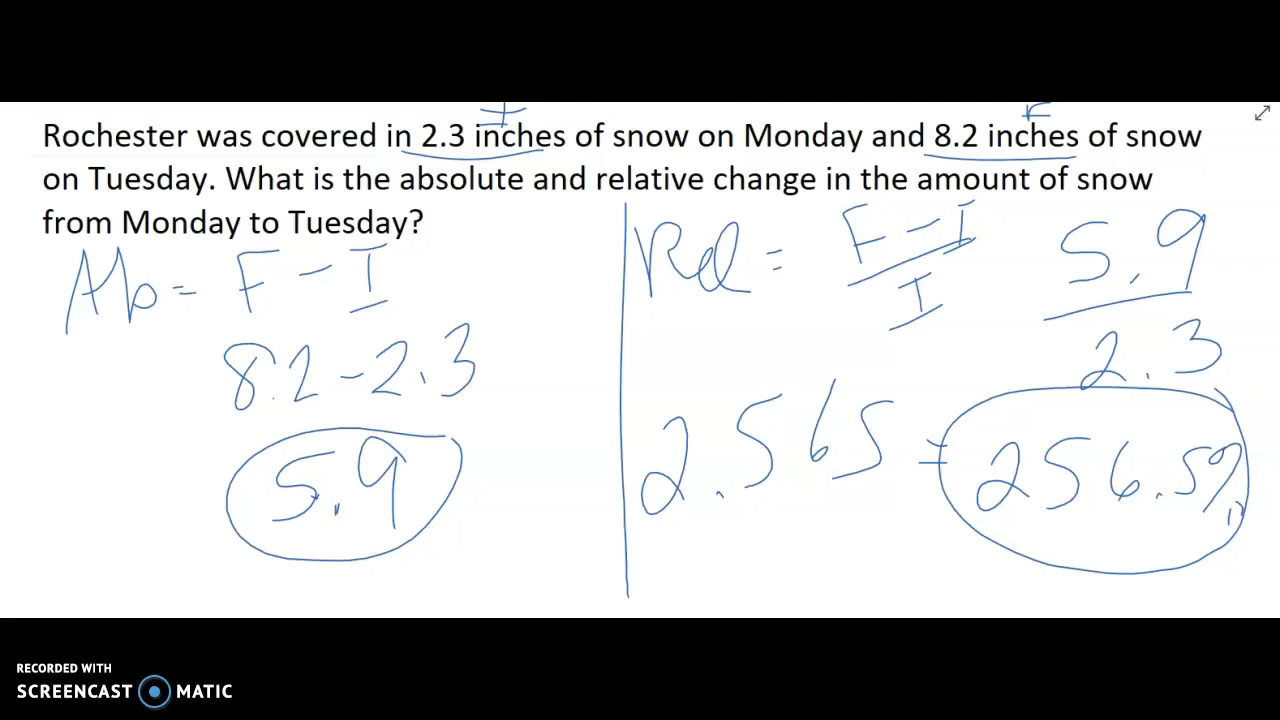 I F
Rochester was covered in 2.3 inches of snow on Monday and 8.2 inches of snow
on Tuesday. What is the absolute and relative change in the amount of snow
from Monday to Tuesday?
Ab = F - I
8.2 - 2.3
5.9
Rel = F - I
I
5.9
2.3
2.565 = 256.5%
RECORDED WITH
SCREENCAST MATIC